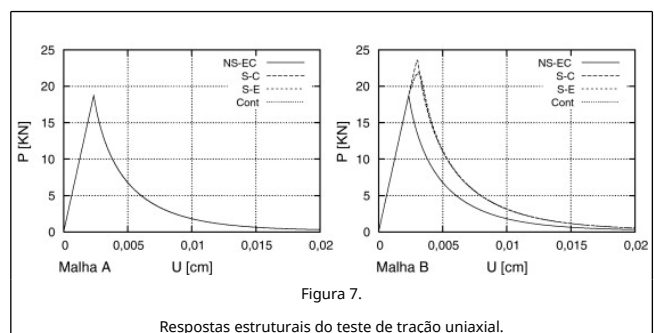 25
20
15
10
5
0
P [KN]
NS-EC
S-C
S-E
Cont
0 0,005 0,01 0,015 0,02
Malha A U [cm]
25
20
15
10
5
0
P [KN]
NS-EC
S-C
S-E
Cont
0 0,005 0,01 0,015 0,02
Malha B U [cm]
Figura 7.
Respostas estruturais do teste de tração uniaxial.